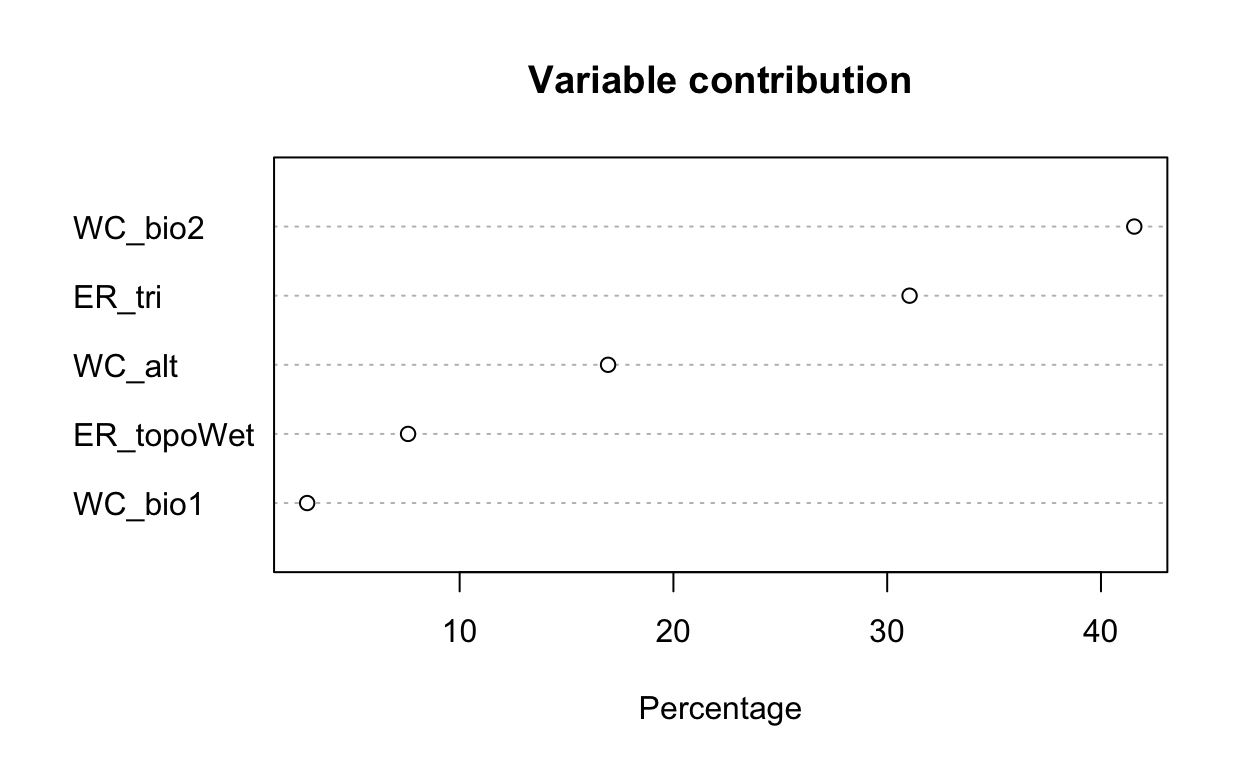 Variable contribution
WC_bio2
ER_tri
WC_alt
ER_topoWet
WC_bio1
10 20 30 40
Percentage